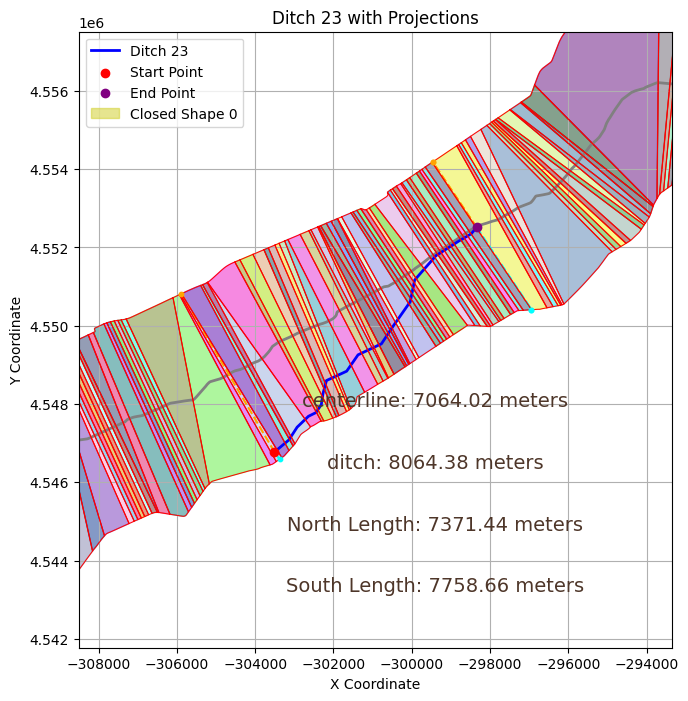 Ditch 23 with Projections
1e6
Ditch 23
Start Point
End Point
Closed Shape 0
4.556
4.554
4.552
4.550
4.548
4.546
4.544
4.542
Y Coordinate
centerline: 7064.02 meters
ditch: 8064.38 meters
North Length: 7371.44 meters
South Length: 7758.66 meters
−308000 −306000 −304000 −302000 −300000 −298000 −296000 −294000
X Coordinate